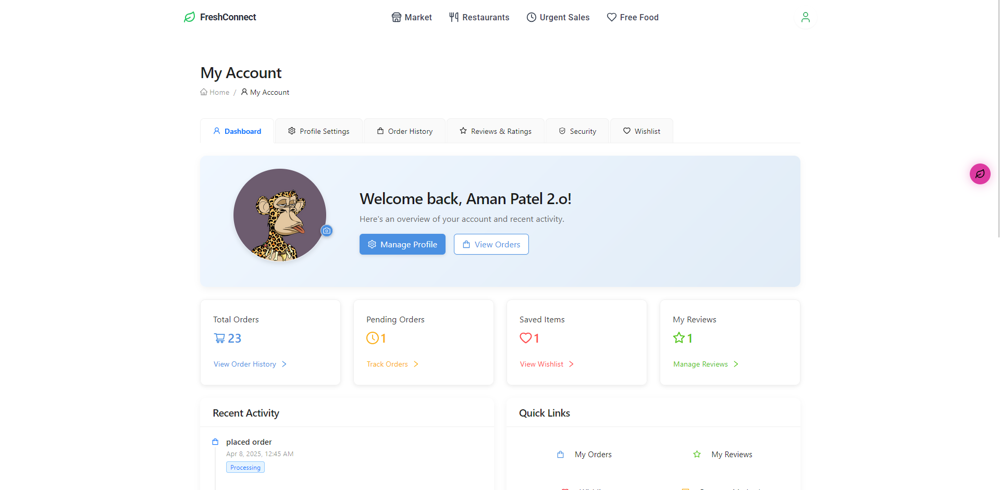 FreshConnect
Market
Restaurants
Urgent Sales
Free Food
My Account
Home / My Account
Dashboard
Profile Settings
Order History
Reviews & Ratings
Security
Wishlist
Welcome back, Aman Patel 2.o!
Here's an overview of your account and recent activity.
Manage Profile
View Orders
Total Orders
23
View Order History
Pending Orders
1
Track Orders
Saved Items
1
View Wishlist
My Reviews
1
Manage Reviews
Recent Activity
placed order
Apr 8, 2025, 12:45 AM
Processing
Quick Links
My Orders
My Reviews